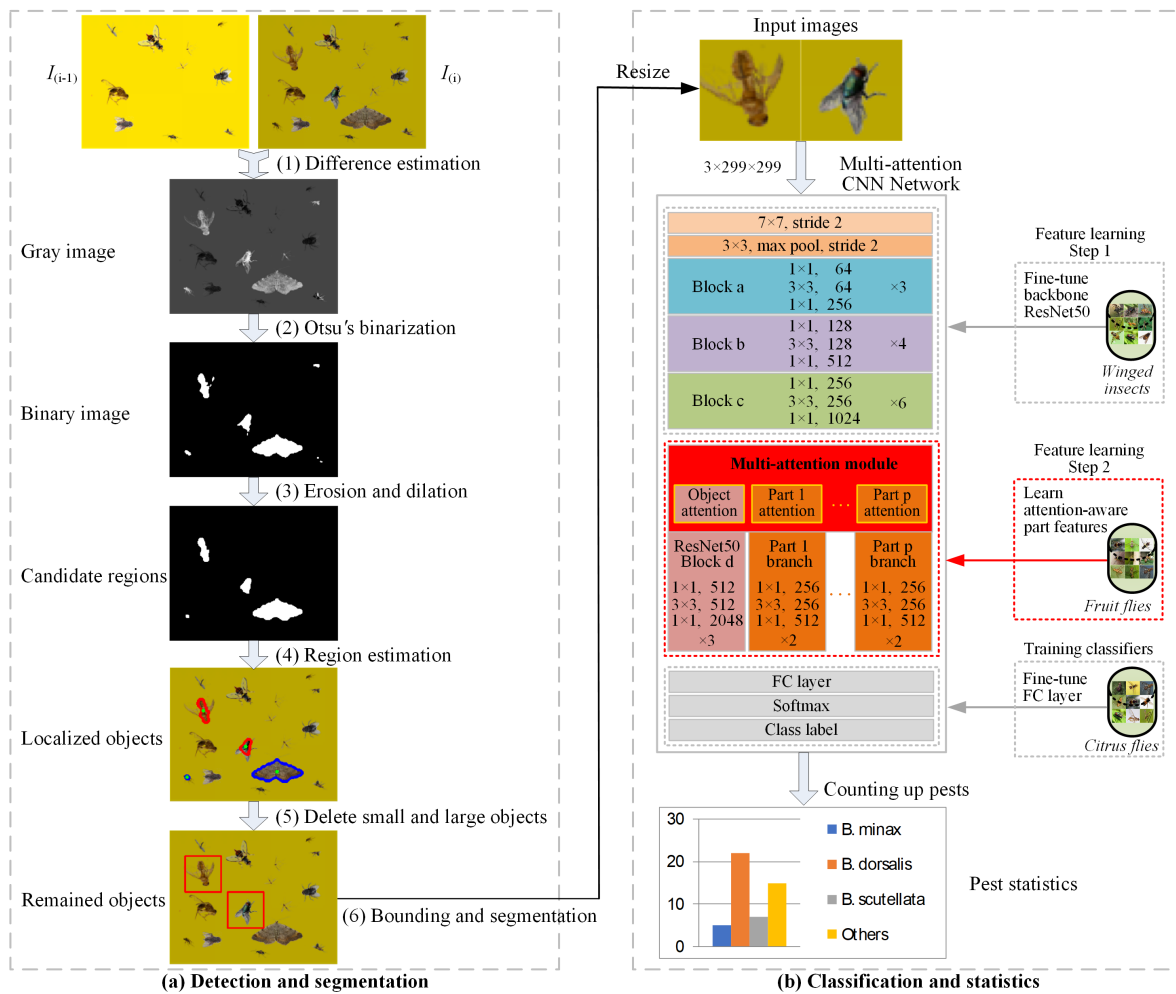 I(i-1)
I(i)
(1) Difference estimation
Gray image
(2) Otsu's binarization
Binary image
(3) Erosion and dilation
Candidate regions
(4) Region estimation
Localized objects
(5) Delete small and large objects
Remained objects
(6) Bounding and segmentation
(a) Detection and segmentation
Input images
Resize
3×299×299
Multi-attention
CNN Network
7×7, stride 2
3×3, max pool, stride 2
Block a
1×1, 64
3×3, 64
1×1, 256
×3
Block b
1×1, 128
3×3, 128
1×1, 512
×4
Block c
1×1, 256
3×3, 256
1×1, 1024
×6
Feature learning
Step 1
Fine-tune
backbone
ResNet50
Winged
insects
Multi-attention module
Object
attention
Part 1
attention
...
Part p
attention
ResNet50
Block d
1×1, 512
3×3, 512
1×1, 2048
×3
Part 1
branch
1×1, 256
3×3, 256
1×1, 512
×2
...
Part p
branch
1×1, 256
3×3, 256
1×1, 512
×2
Feature learning
Step 2
Learn
attention-aware
part features
Fruit flies
FC layer
Softmax
Class label
Training classifiers
Fine-tune
FC layer
Citrus flies
Counting up pests
30
20
10
0
B. minax
B. dorsalis
B. scutellata
Others
Pest statistics
(b) Classification and statistics